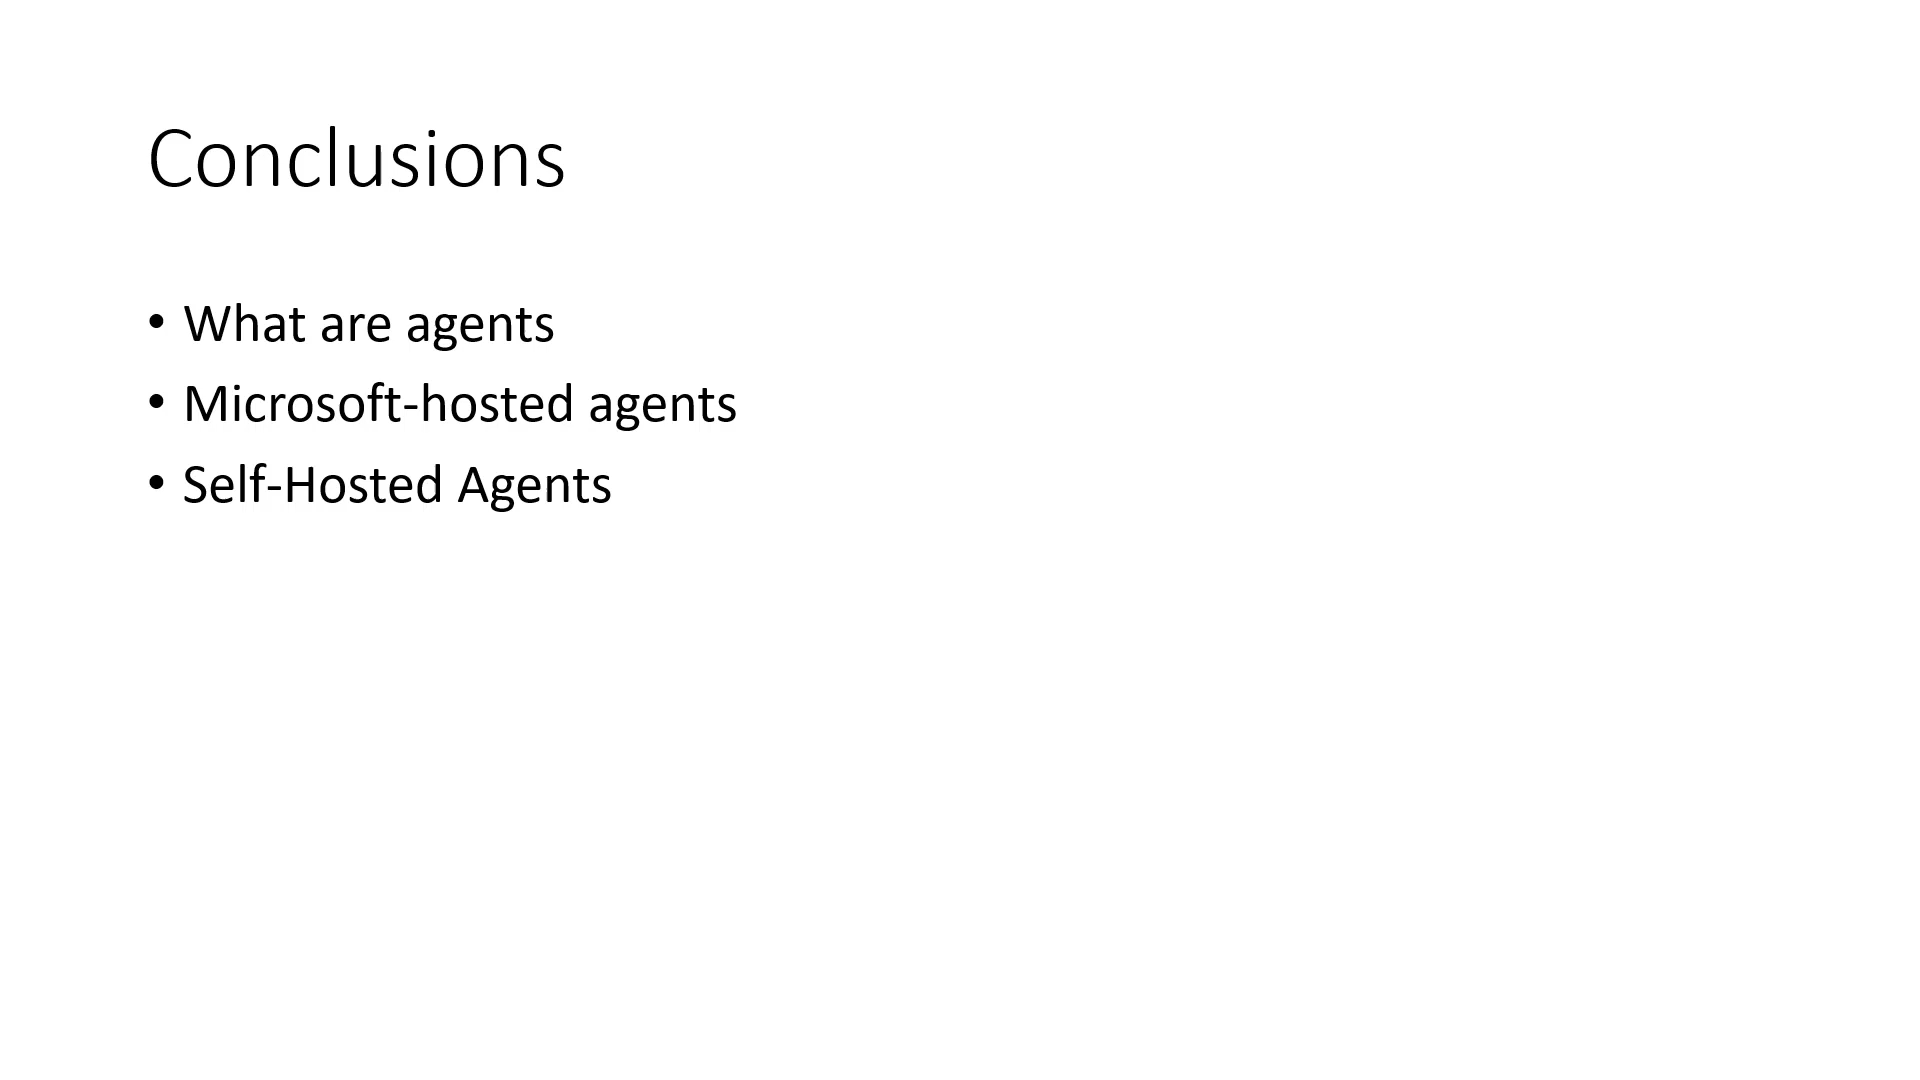 Conclusions
• What are agents
• Microsoft-hosted agents
• Self-Hosted Agents